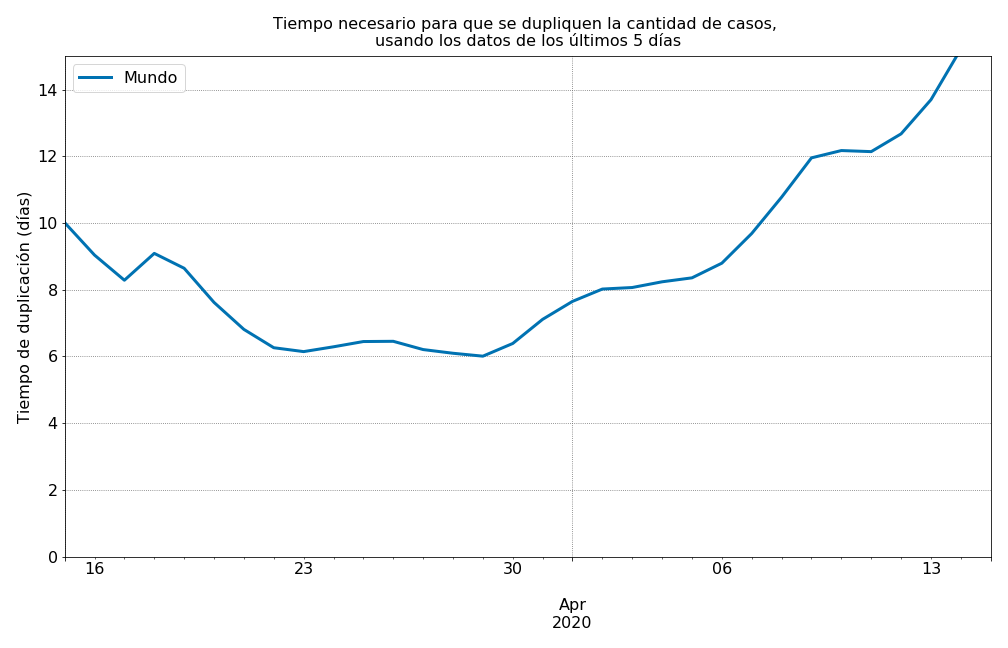 Tiempo necesario para que se dupliquen la cantidad de casos,
usando los datos de los últimos 5 días
Mundo
Tiempo de duplicación (días)
14
12
10
8
6
4
2
0
16 23 30 06 13
Apr
2020